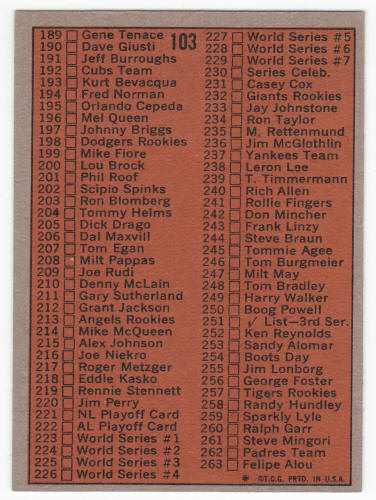 103
189 Gene Tenace
190 Dave Giusti
191 Jeff Burroughs
192 Cubs Team
193 Kurt Bevacqua
194 Fred Norman
195 Orlando Cepeda
196 Mel Queen
197 Johnny Briggs
198 Dodgers Rookies
199 Mike Fiore
200 Lou Brock
201 Phil Roof
202 Scipio Spinks
203 Ron Blomberg
204 Tommy Helms
205 Dick Drago
206 Dal Maxvill
207 Tom Egan
208 Milt Pappas
209 Joe Rudi
210 Denny McLain
211 Gary Sutherland
212 Grant Jackson
213 Angels Rookies
214 Mike McQueen
215 Alex Johnson
216 Joe Niekro
217 Roger Metzger
218 Eddie Kasko
219 Rennie Stennett
220 Jim Perry
221 NL Playoff Card
222 AL Playoff Card
223 World Series #1
224 World Series #2
225 World Series #3
226 World Series #4
227 World Series #5
228 World Series #6
229 World Series #7
230 Series Celeb.
231 Casey Cox
232 Giants Rookies
233 Jay Johnstone
234 Ron Taylor
235 M. Rettenmund
236 Jim McGlothlin
237 Yankees Team
238 Leron Lee
239 T. Timmermann
240 Rich Allen
241 Rollie Fingers
242 Don Mincher
243 Frank Linzy
244 Steve Braun
245 Tommie Agee
246 Tom Burgmeier
247 Milt May
248 Tom Bradley
249 Harry Walker
250 Boog Powell
251 √ List—3rd Ser.
252 Ken Reynolds
253 Sandy Alomar
254 Boots Day
255 Jim Lonborg
256 George Foster
257 Tigers Rookies
258 Randy Hundley
259 Sparky Lyle
260 Ralph Garr
261 Steve Mingori
262 Padres Team
263 Felipe Alou
* ©T.C.G. PRTD. IN U.S.A.